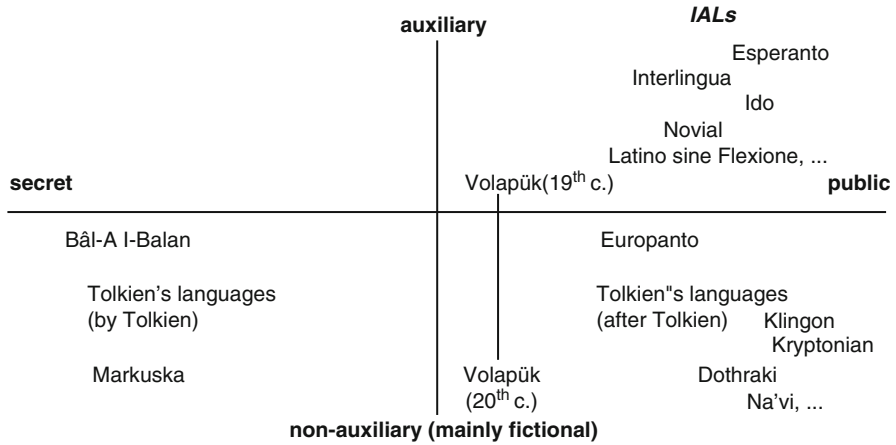 IALs
auxiliary
Esperanto
Interlingua
Ido
Novial
Latino sine Flexione, ...
secret
Volapük(19th c.)
public
Bâl-A I-Balan
Europanto
Tolkien's languages
(by Tolkien)
Tolkien"s languages
(after Tolkien)
Klingon
Kryptonian
Markuska
Volapük
(20th c.)
Dothraki
Na'vi, ...
non-auxiliary (mainly fictional)